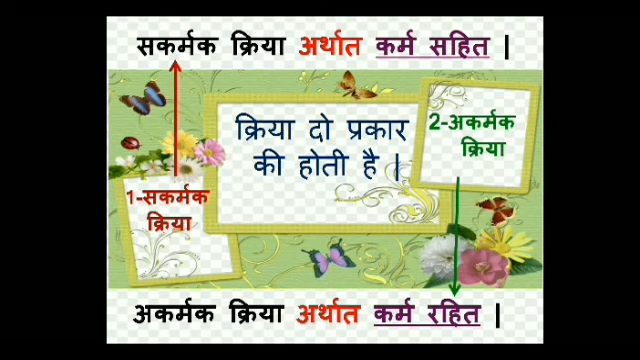 सकर्मक क्रिया अर्थात कर्म सहित |
क्रिया दो प्रकार
की होती है |
2-अकर्मक
क्रिया
1-सकर्मक
क्रिया
अकर्मक क्रिया अर्थात कर्म रहित |